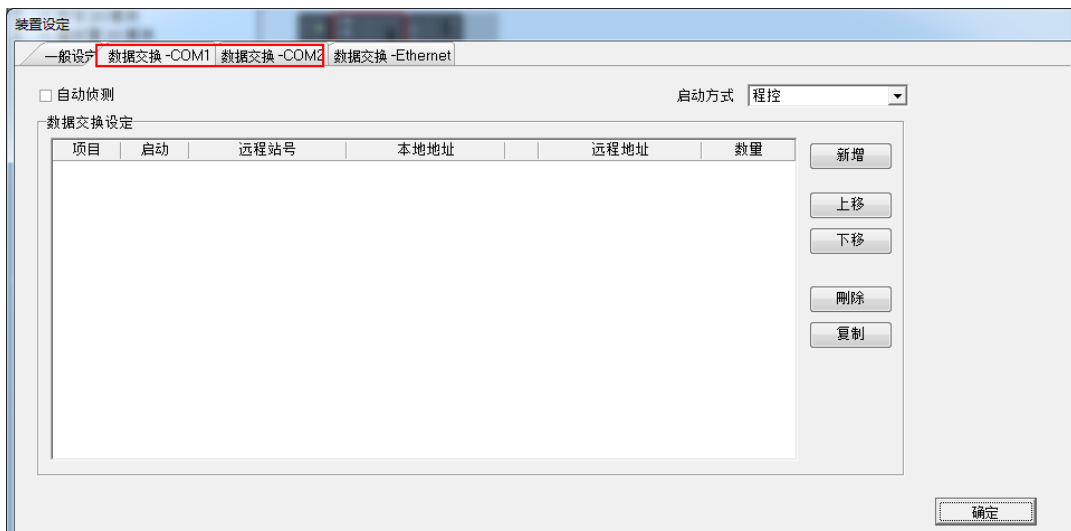 装置设定
一般设定 数据交换-COM1 数据交换-COM2 数据交换-Ethernet
自动侦测 启动方式 程控
数据交换设定
项目 启动 远程站号 本地地址 远程地址 数量
新增
上移
下移
刪除
复制
确定